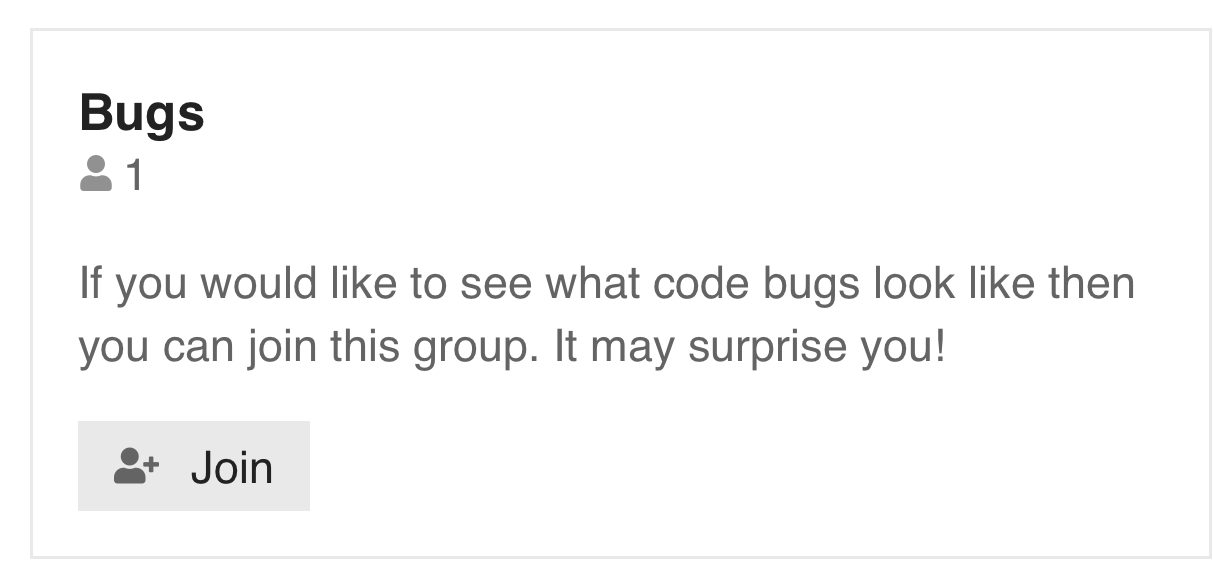 Bugs
1
If you would like to see what code bugs look like then
you can join this group. It may surprise you!
Join